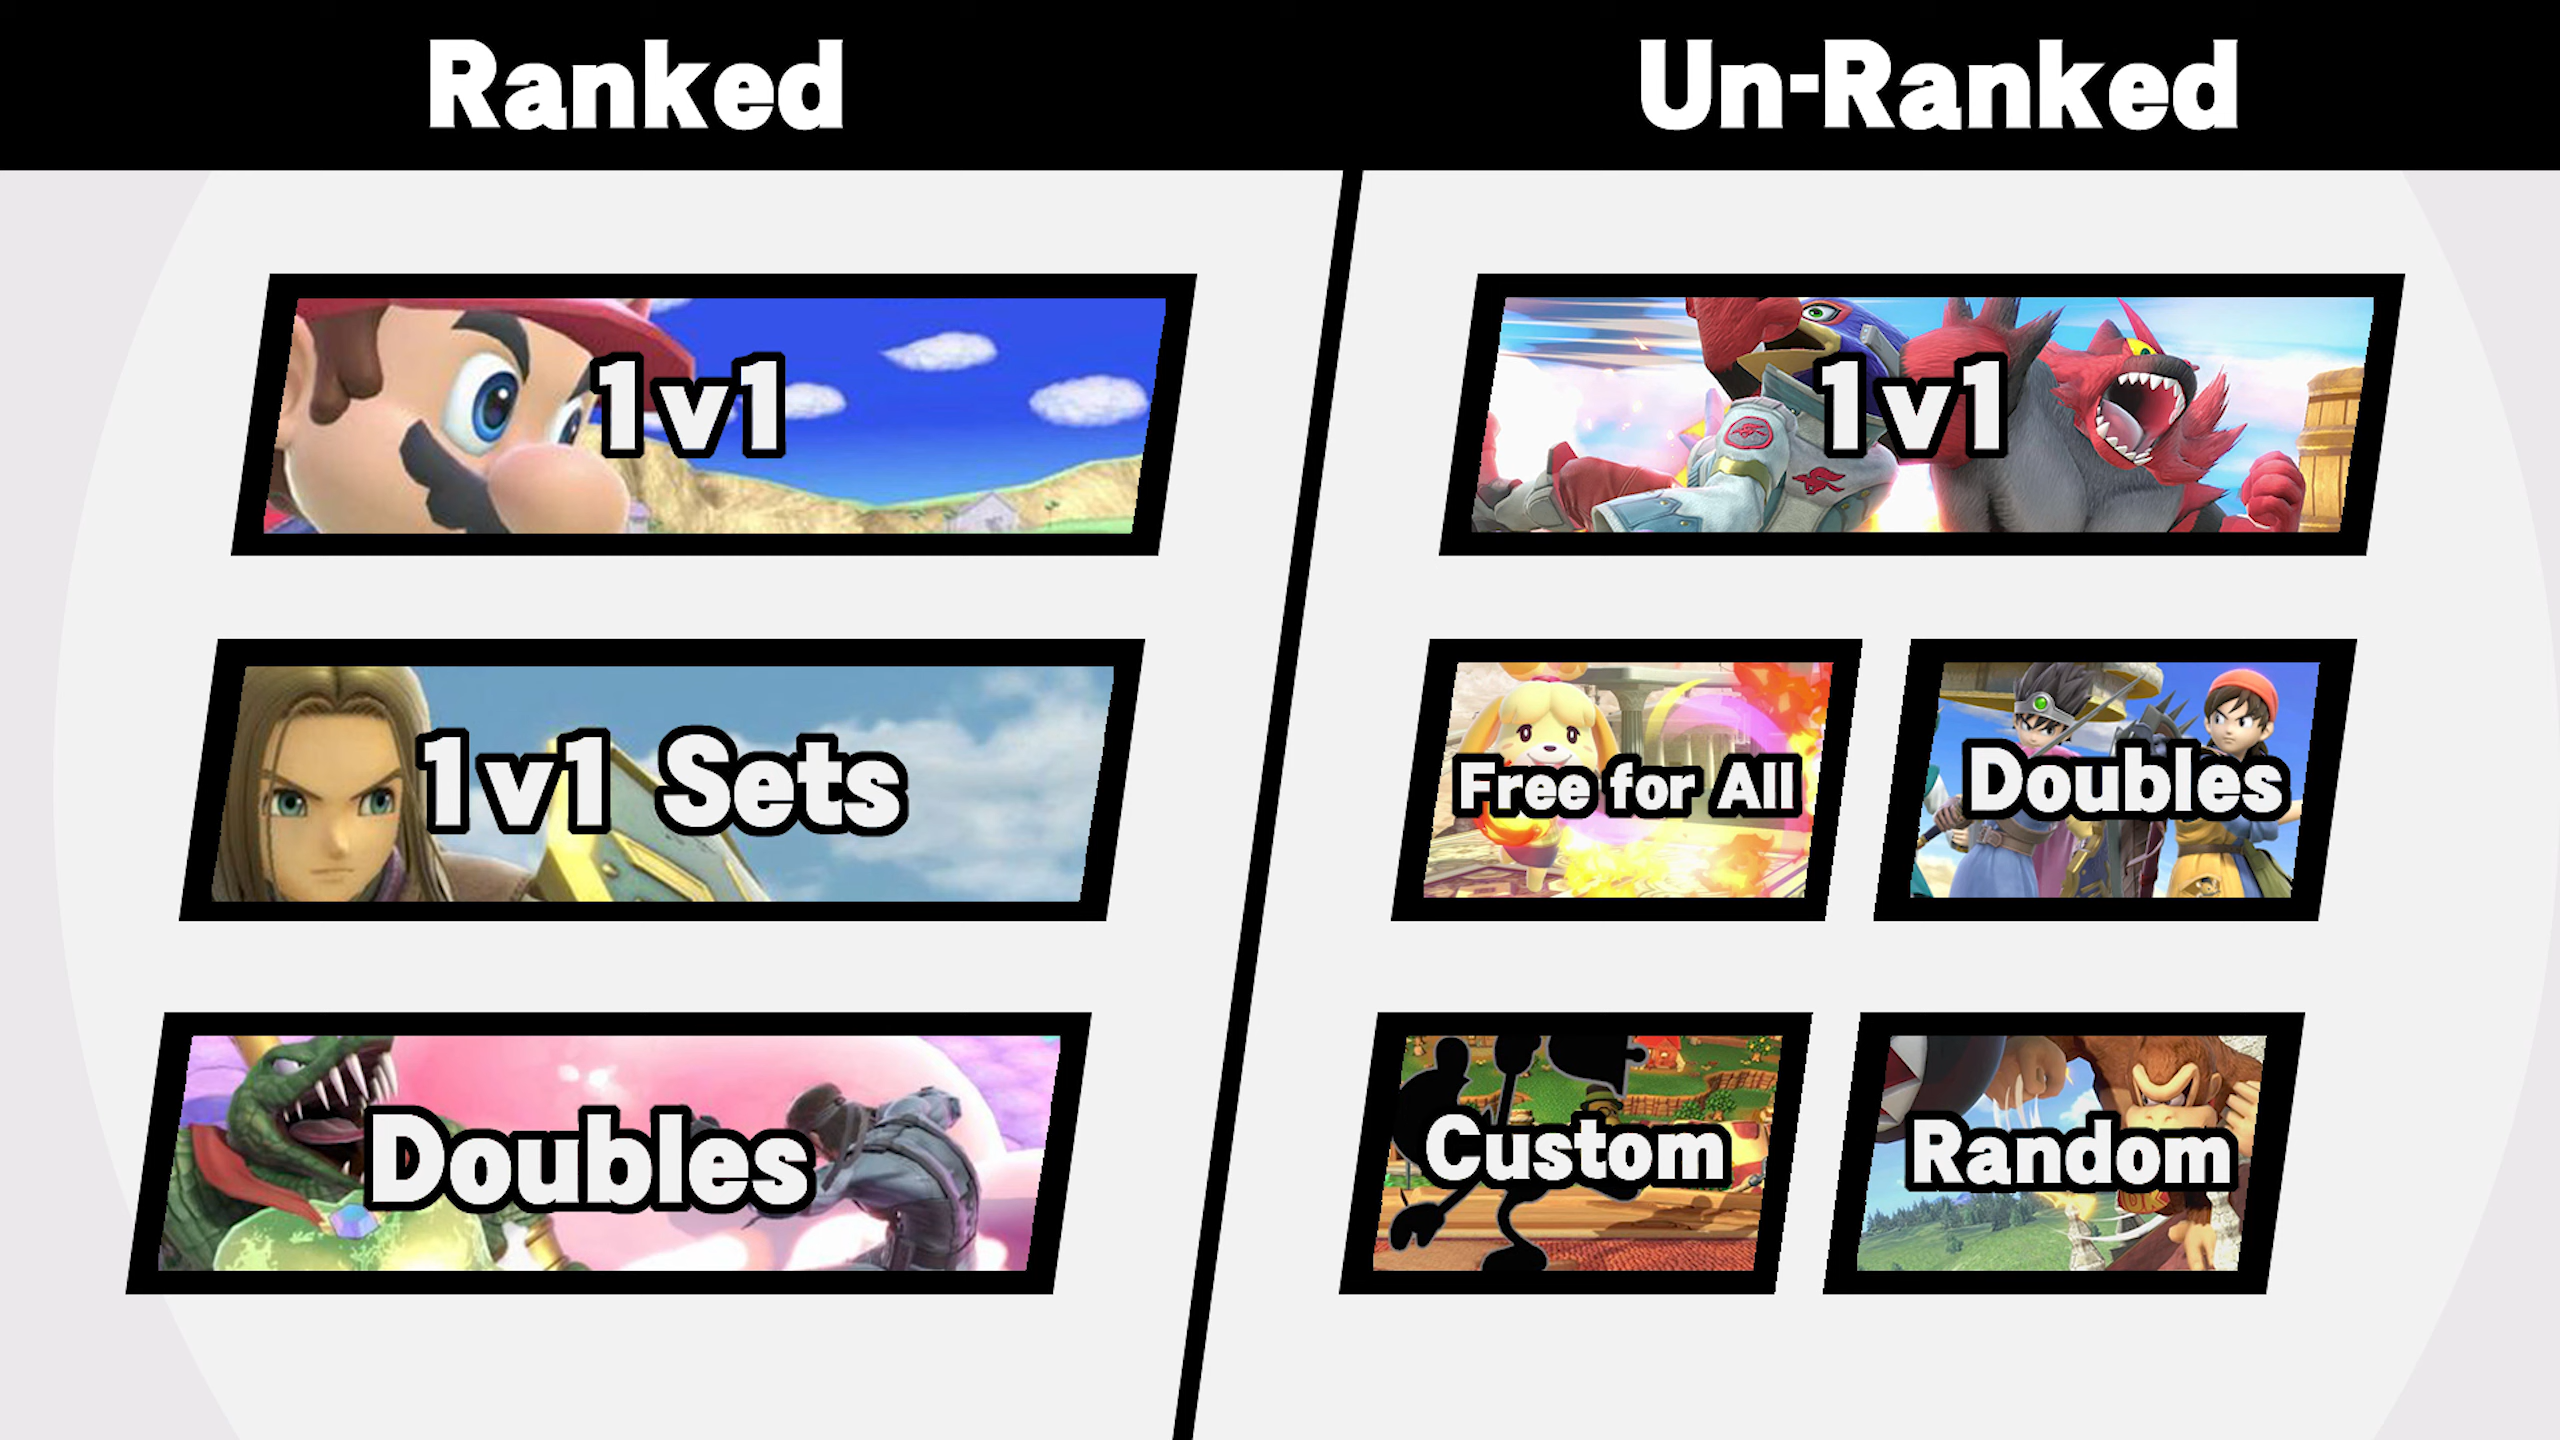 Ranked
Un-Ranked
1v1
1v1 Sets
Doubles
1v1
Free for All
Doubles
Custom
Random